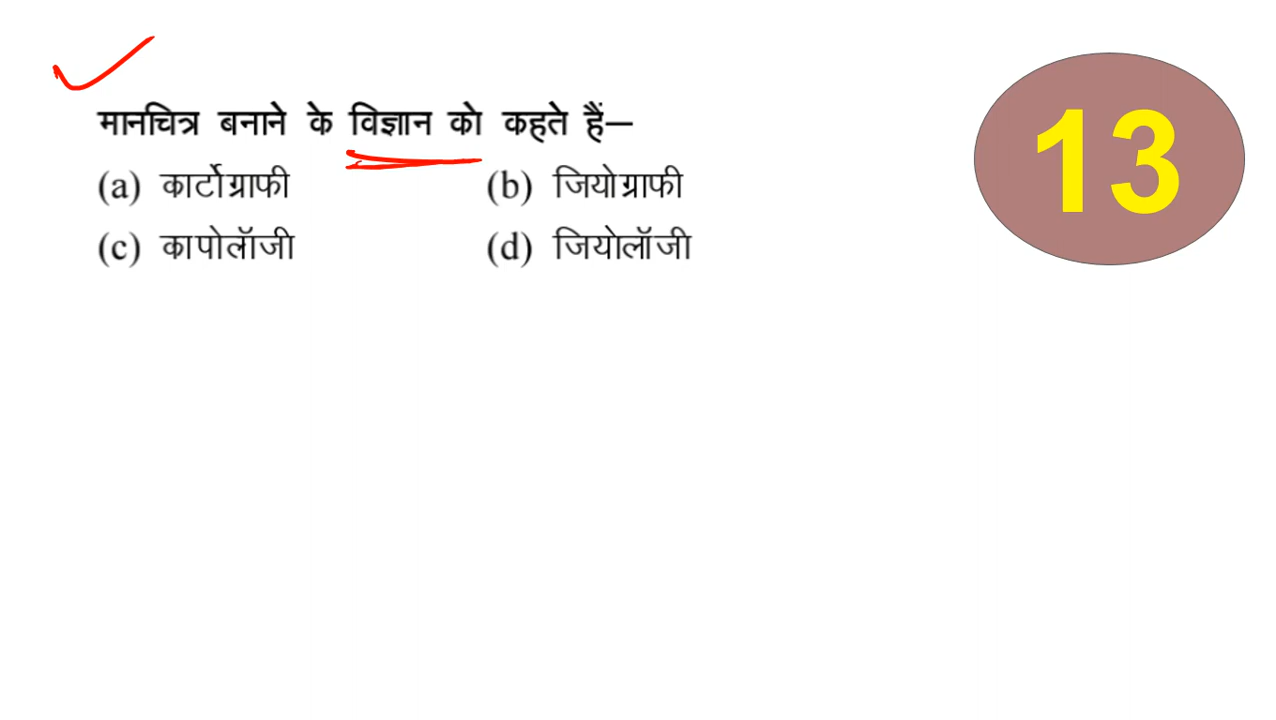 मानचित्र बनाने के विज्ञान को कहते हैं—
(a) कार्टोग्राफी (b) जियोग्राफी
(c) कापोलॉजी (d) जियोलॉजी
13